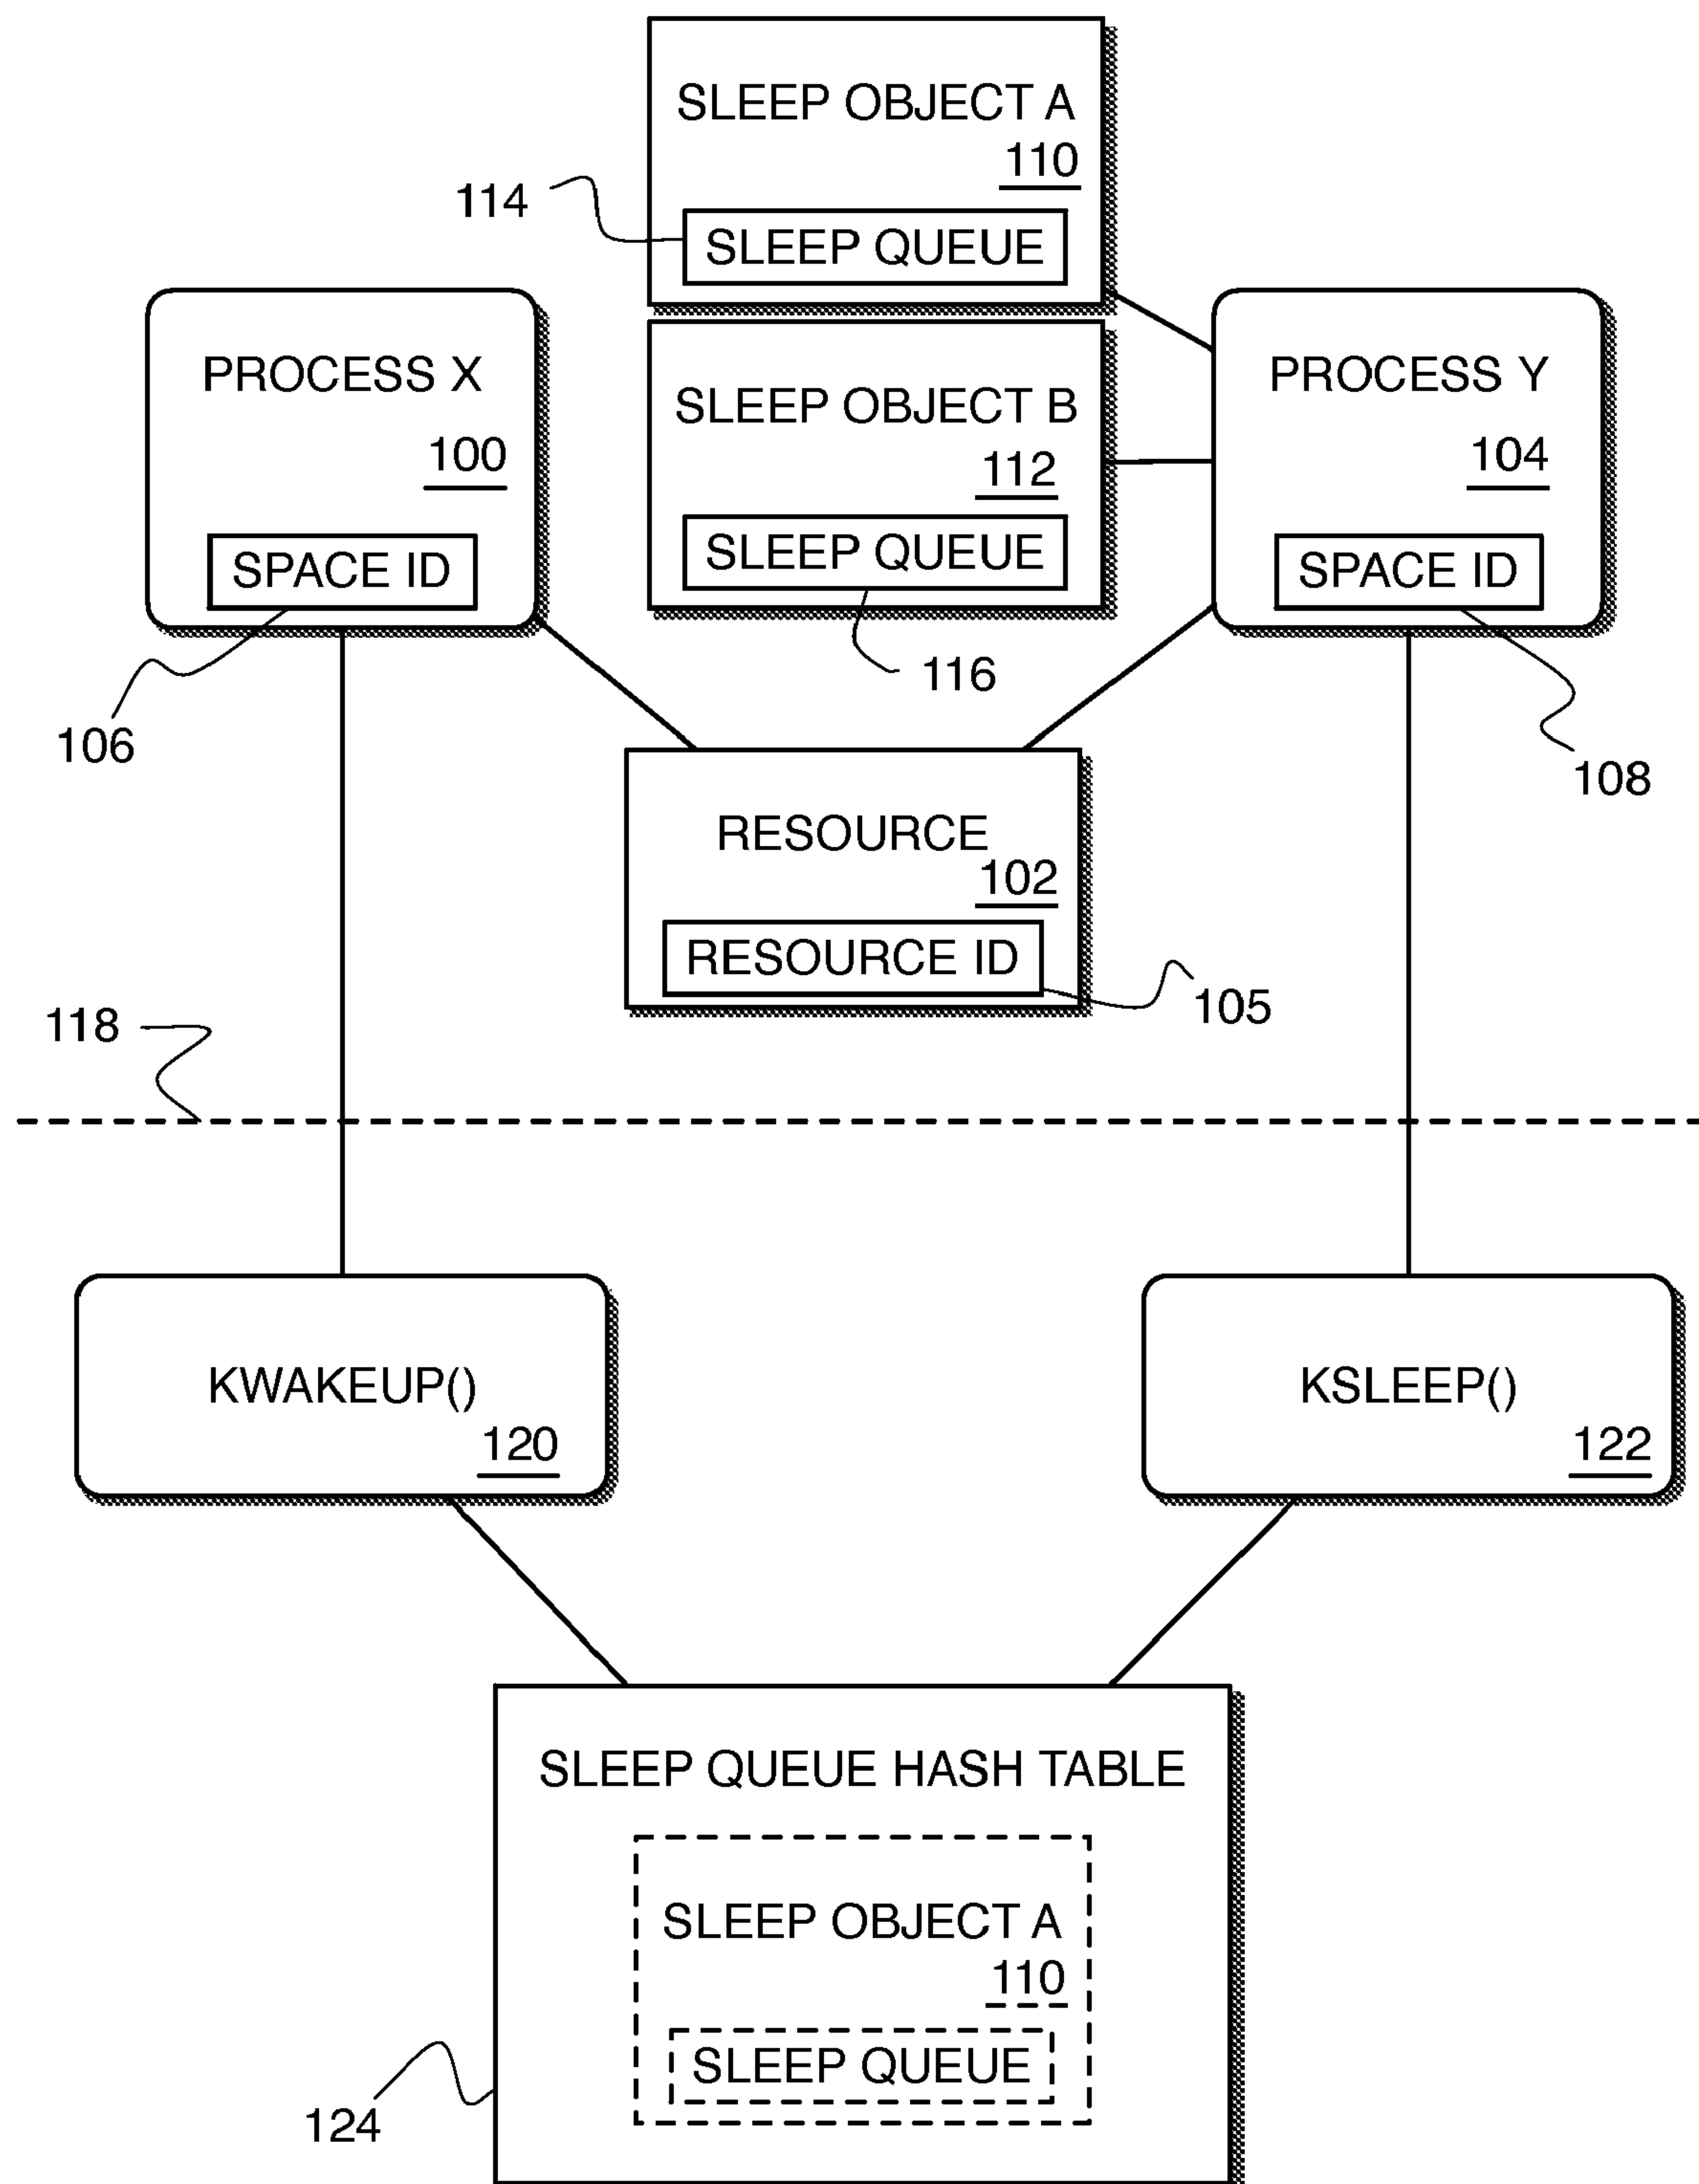 SLEEP OBJECT A
110
114
SLEEP QUEUE
PROCESS X
100
SPACE ID
106
SLEEP OBJECT B
112
SLEEP QUEUE
116
PROCESS Y
104
SPACE ID
108
RESOURCE
102
RESOURCE ID
105
118
KWAKEUP()
120
KSLEEP()
122
SLEEP QUEUE HASH TABLE
SLEEP OBJECT A
110
SLEEP QUEUE
124